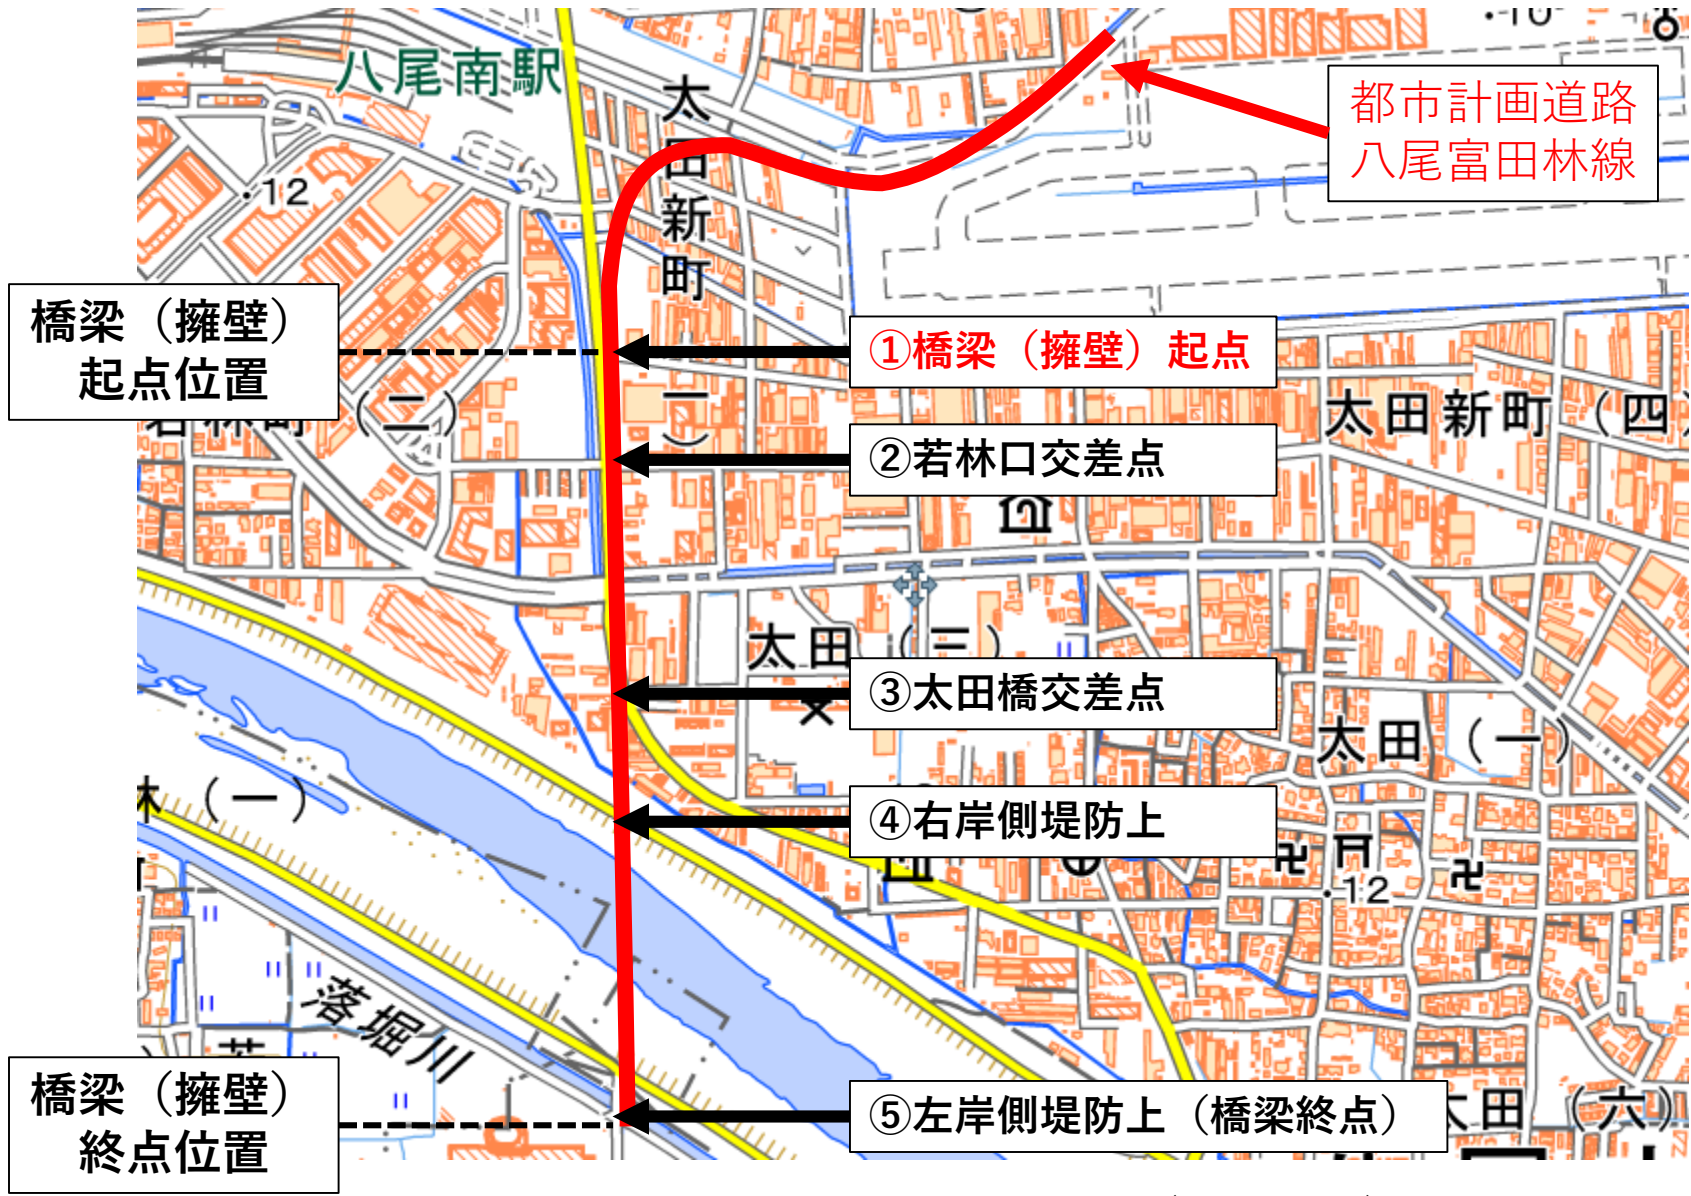 八尾南駅
太田新町（一）
・12
・10
都市計画道路
八尾富田林線
橋梁（擁壁）
起点位置
①橋梁（擁壁）起点
（二）
太田新町（四）
②若林口交差点
太田（三）
③太田橋交差点
太田（一）
林（一）
④右岸側堤防上
・12
落堀川
橋梁（擁壁）
終点位置
⑤左岸側堤防上（橋梁終点）
太田（六）